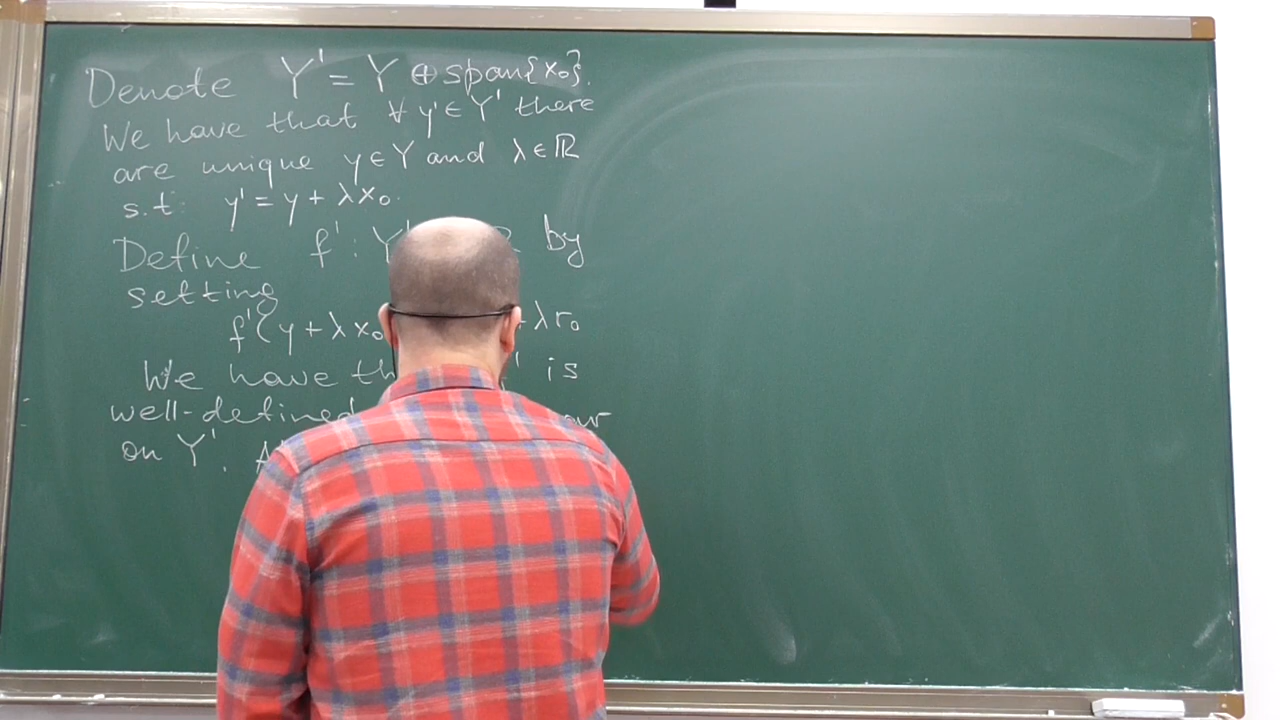 Denote Y' = Y ⊕ span{x₀}.
We have that ∀ y' ∈ Y' there
are unique y ∈ Y and λ ∈ ℝ
s.t. y' = y + λx₀.
Define f' : Y' by
setting
f'(y + λx₀ λr₀
We have is
well-defined
on Y'.